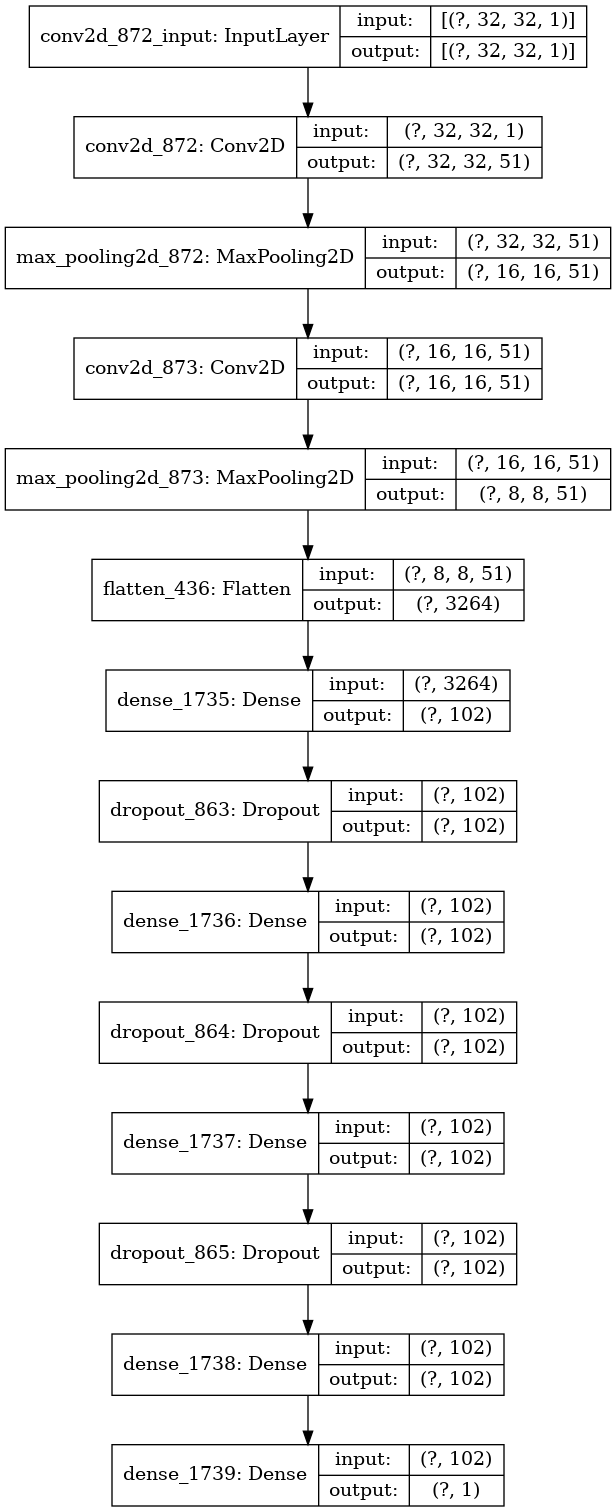 conv2d_872_input: InputLayer
input: [(?, 32, 32, 1)]
output: [(?, 32, 32, 1)]
conv2d_872: Conv2D
input: (?, 32, 32, 1)
output: (?, 32, 32, 51)
max_pooling2d_872: MaxPooling2D
input: (?, 32, 32, 51)
output: (?, 16, 16, 51)
conv2d_873: Conv2D
input: (?, 16, 16, 51)
output: (?, 16, 16, 51)
max_pooling2d_873: MaxPooling2D
input: (?, 16, 16, 51)
output: (?, 8, 8, 51)
flatten_436: Flatten
input: (?, 8, 8, 51)
output: (?, 3264)
dense_1735: Dense
input: (?, 3264)
output: (?, 102)
dropout_863: Dropout
input: (?, 102)
output: (?, 102)
dense_1736: Dense
input: (?, 102)
output: (?, 102)
dropout_864: Dropout
input: (?, 102)
output: (?, 102)
dense_1737: Dense
input: (?, 102)
output: (?, 102)
dropout_865: Dropout
input: (?, 102)
output: (?, 102)
dense_1738: Dense
input: (?, 102)
output: (?, 102)
dense_1739: Dense
input: (?, 102)
output: (?, 1)